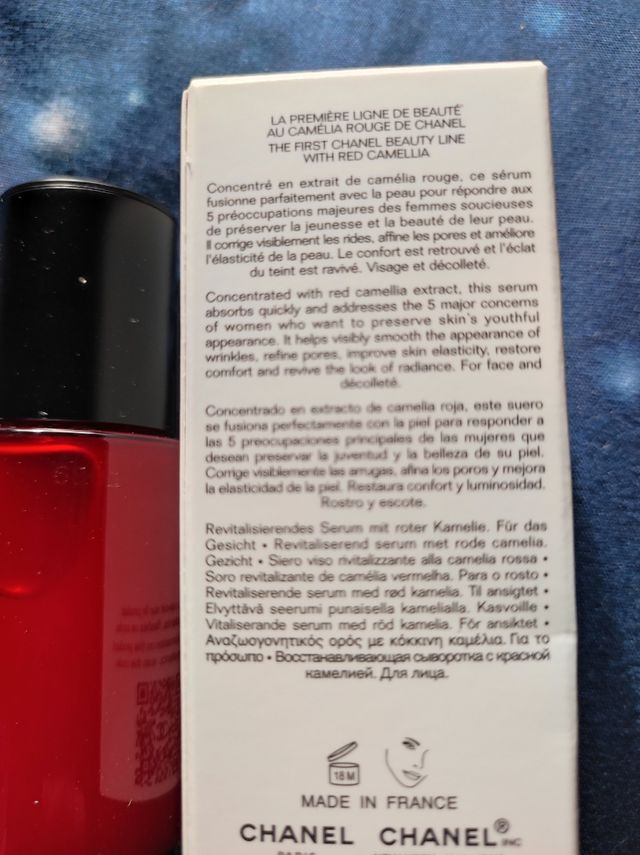 LA PREMIÈRE LIGNE DE BEAUTÉ
AU CAMÉLIA ROUGE DE CHANEL
THE FIRST CHANEL BEAUTY LINE
WITH RED CAMELLIA
Concentré en extrait de camélia rouge, ce sérum
fusionne parfaitement avec la peau pour répondre aux
5 préoccupations majeures des femmes soucieuses
de préserver la jeunesse et la beauté de leur peau.
Il corrige visiblement les rides, affine les pores et améliore
l'élasticité de la peau. Le confort est retrouvé et l'éclat
du teint est ravivé. Visage et décolleté.
Concentrated with red camellia extract, this serum
absorbs quickly and addresses the 5 major concerns
of women who want to preserve skin's youthful
appearance. It helps visibly smooth the appearance of
wrinkles, refine pores, improve skin elasticity, restore
comfort and revive the look of radiance. For face and
décolleté.
Concentrado en extracto de camelia roja, este suero
se fusiona perfectamente con la piel para responder a
las 5 preocupaciones principales de las mujeres que
desean preservar la juventud y la belleza de su piel.
Corrige visiblemente las arrugas, afina los poros y mejora
la elasticidad de la piel. Restaura confort y luminosidad.
Rostro y escote.
Revitalisierendes Serum mit roter Kamelie. Für das
Gesicht • Revitaliserend serum met rode camelia.
Gezicht • Siero viso rivitalizzante alla camelia rossa •
Soro revitalizante de camélia vermelha. Para o rosto •
Revitaliserende serum med rød kamelia. Til ansigtet •
Elvyttävä seerumi punaisella kamelialla. Kasvoille •
Vitaliserande serum med röd kamelia. För ansiktet •
Αναζωογονητικός ορός με κόκκινη καμέλια. Για το
πρόσωπο • Восстанавливающая сыворотка с красной
камелией. Для лица.
18 M
MADE IN FRANCE
CHANEL CHANEL® INC
PARIS